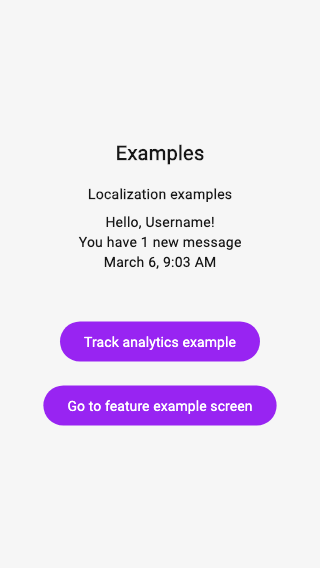 Examples
Localization examples
Hello, Username!
You have 1 new message
March 6, 9:03 AM
Track analytics example
Go to feature example screen